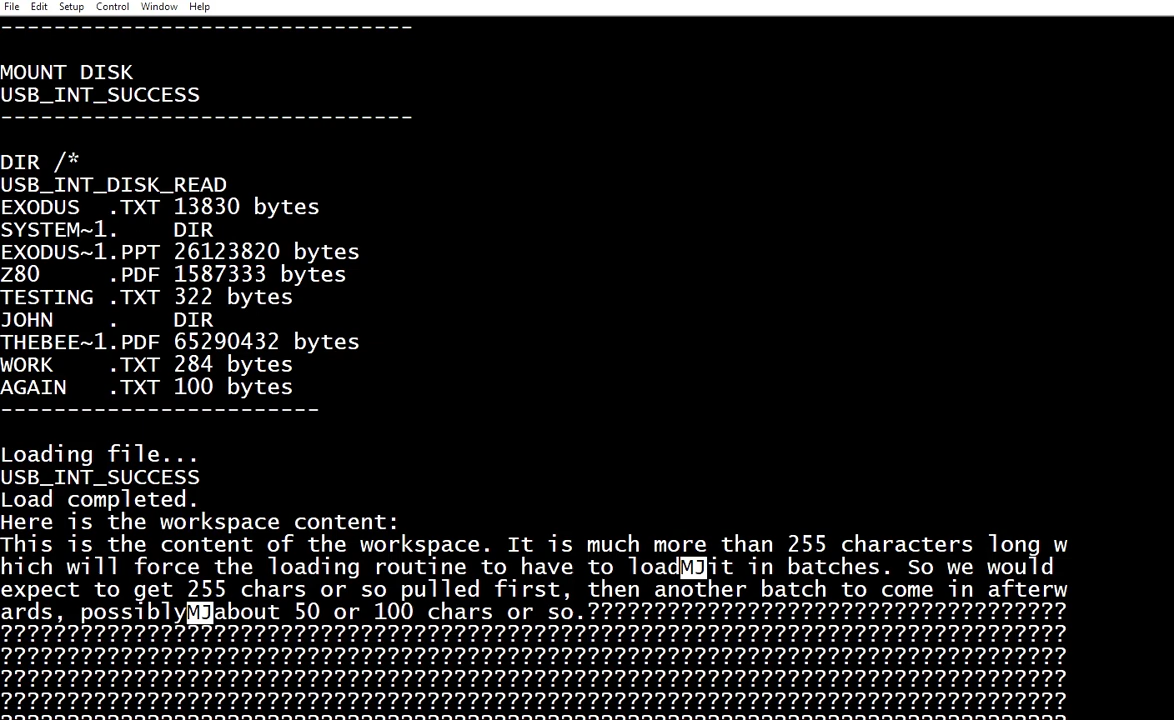 File Edit Setup Control Window Help
-------------------------------
MOUNT DISK
USB_INT_SUCCESS
-------------------------------
DIR /*
USB_INT_DISK_READ
EXODUS  .TXT 13830 bytes
SYSTEM~1.    DIR
EXODUS~1.PPT 26123820 bytes
Z80     .PDF 1587333 bytes
TESTING .TXT 322 bytes
JOHN    .    DIR
THEBEE~1.PDF 65290432 bytes
WORK    .TXT 284 bytes
AGAIN   .TXT 100 bytes
------------------------
Loading file...
USB_INT_SUCCESS
Load completed.
Here is the workspace content:
This is the content of the workspace. It is much more than 255 characters long w
hich will force the loading routine to have to loadMJit in batches. So we would
expect to get 255 chars or so pulled first, then another batch to come in afterw
ards, possiblyMJabout 50 or 100 chars or so.????????????????????????????????????
????????????????????????????????????????????????????????????????????????????????
????????????????????????????????????????????????????????????????????????????????
????????????????????????????????????????????????????????????????????????????????
????????????????????????????????????????????????????????????????????????????????